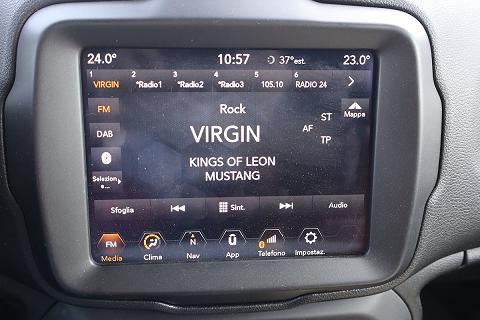 24.0° 10:57 37°est. 23.0°
1 2 3 4 5 6
VIRGIN *Radio1 *Radio2 *Radio3 105.10 RADIO 24
FM Rock ST Mappa
DAB VIRGIN AF TP
KINGS OF LEON
Selezion e... MUSTANG
Sfoglia Sint. Audio
FM N
Media Clima Nav App Telefono Impostaz.